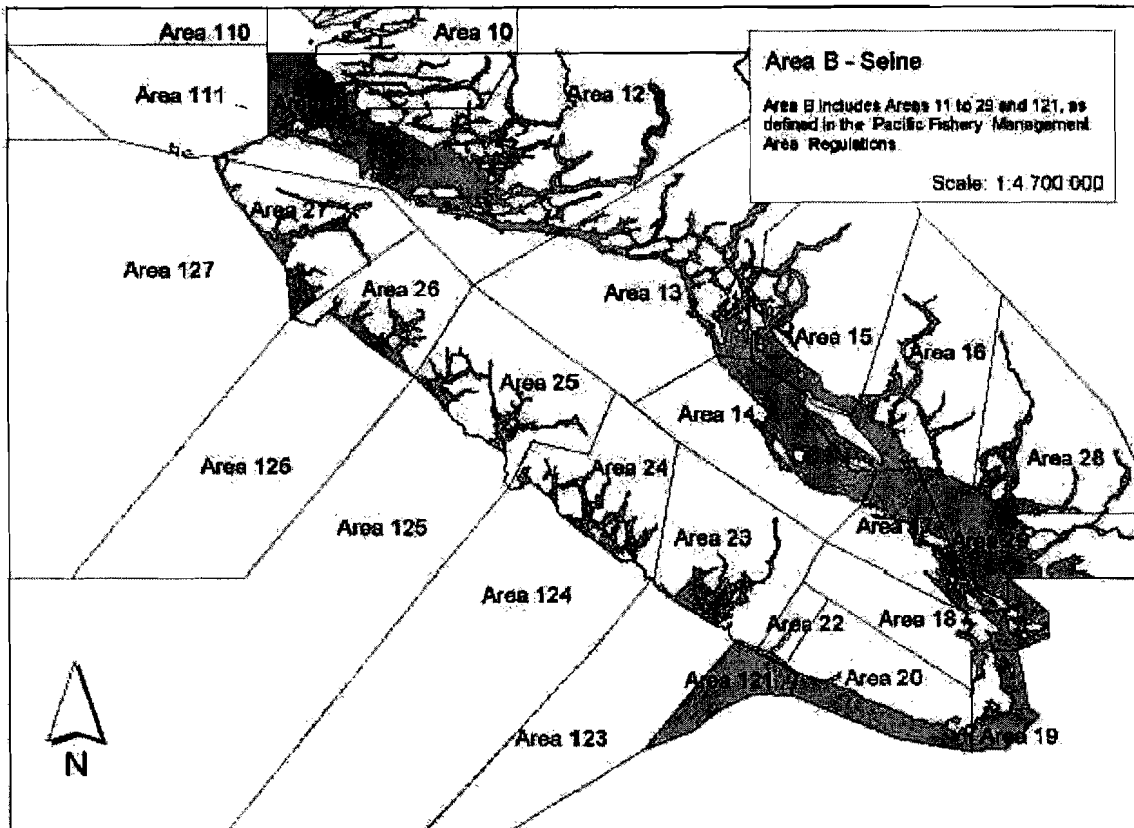 Area 110
Area 10
Area B - Seine
Area B includes Areas 11 to 29 and 121, as
defined in the Pacific Fishery Management
Area Regulations
Scale: 1:4 700 000
Area 111
Area 12
Area 27
Area 127
Area 26
Area 13
Area 15
Area 16
Area 25
Area 14
Area 28
Area 126
Area 24
Area 125
Area 23
Area 124
Area 22
Area 18
Area 121
Area 20
Area 123
Area 19
N